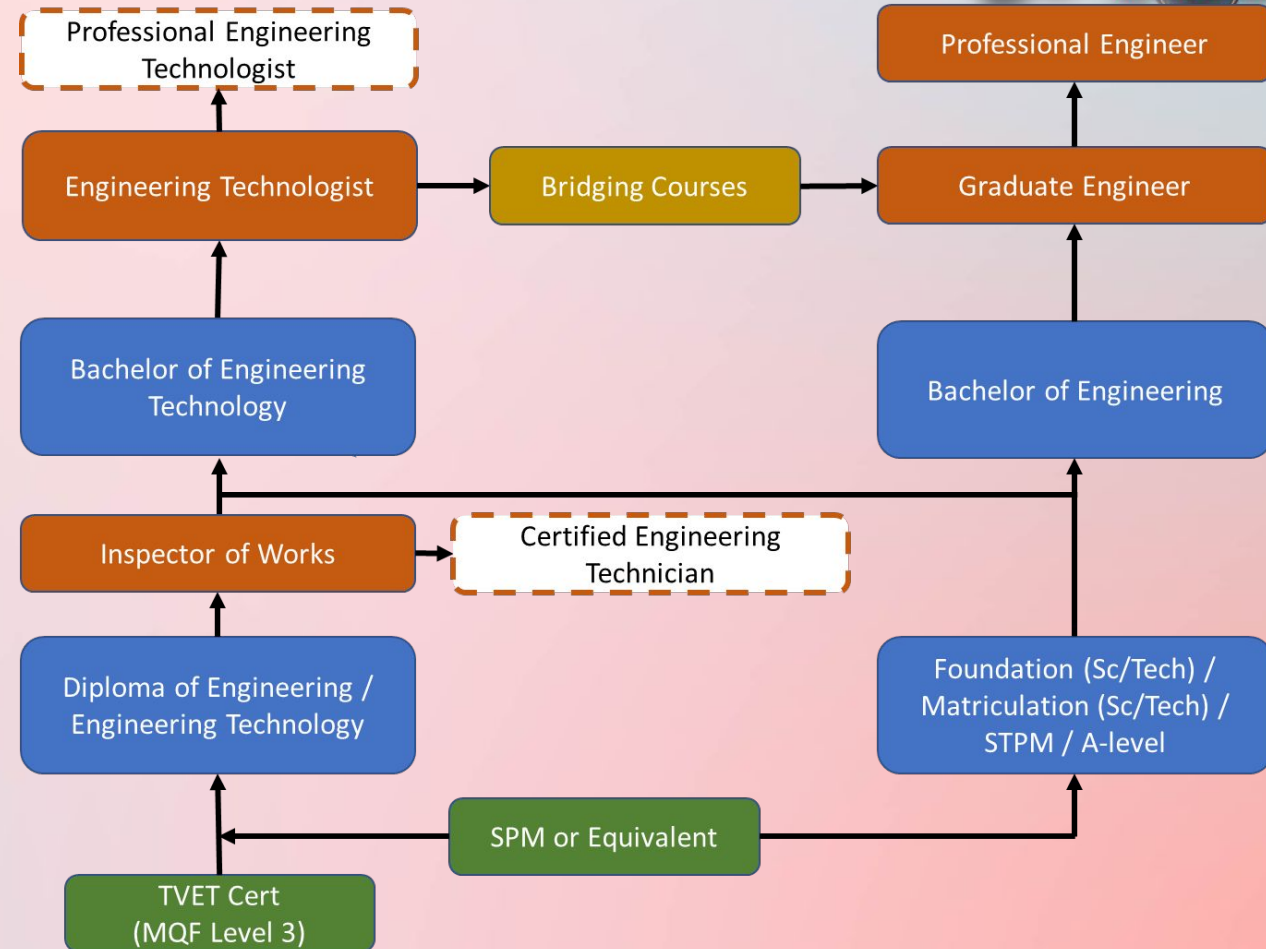 Professional Engineering
Technologist
Professional Engineer
Engineering Technologist
Bridging Courses
Graduate Engineer
Bachelor of Engineering
Technology
Bachelor of Engineering
Inspector of Works
Certified Engineering
Technician
Diploma of Engineering /
Engineering Technology
Foundation (Sc/Tech) /
Matriculation (Sc/Tech) /
STPM / A-level
SPM or Equivalent
TVET Cert
(MQF Level 3)